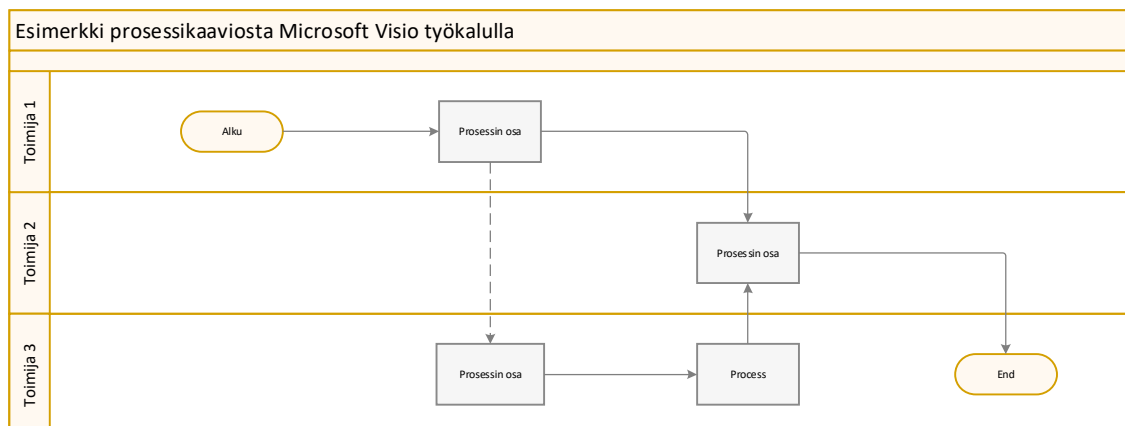 Esimerkki prosessikaaviosta Microsoft Visio työkalulla
Toimija 1
Alku
Prosessin osa
Toimija 2
Prosessin osa
Toimija 3
Prosessin osa
Process
End